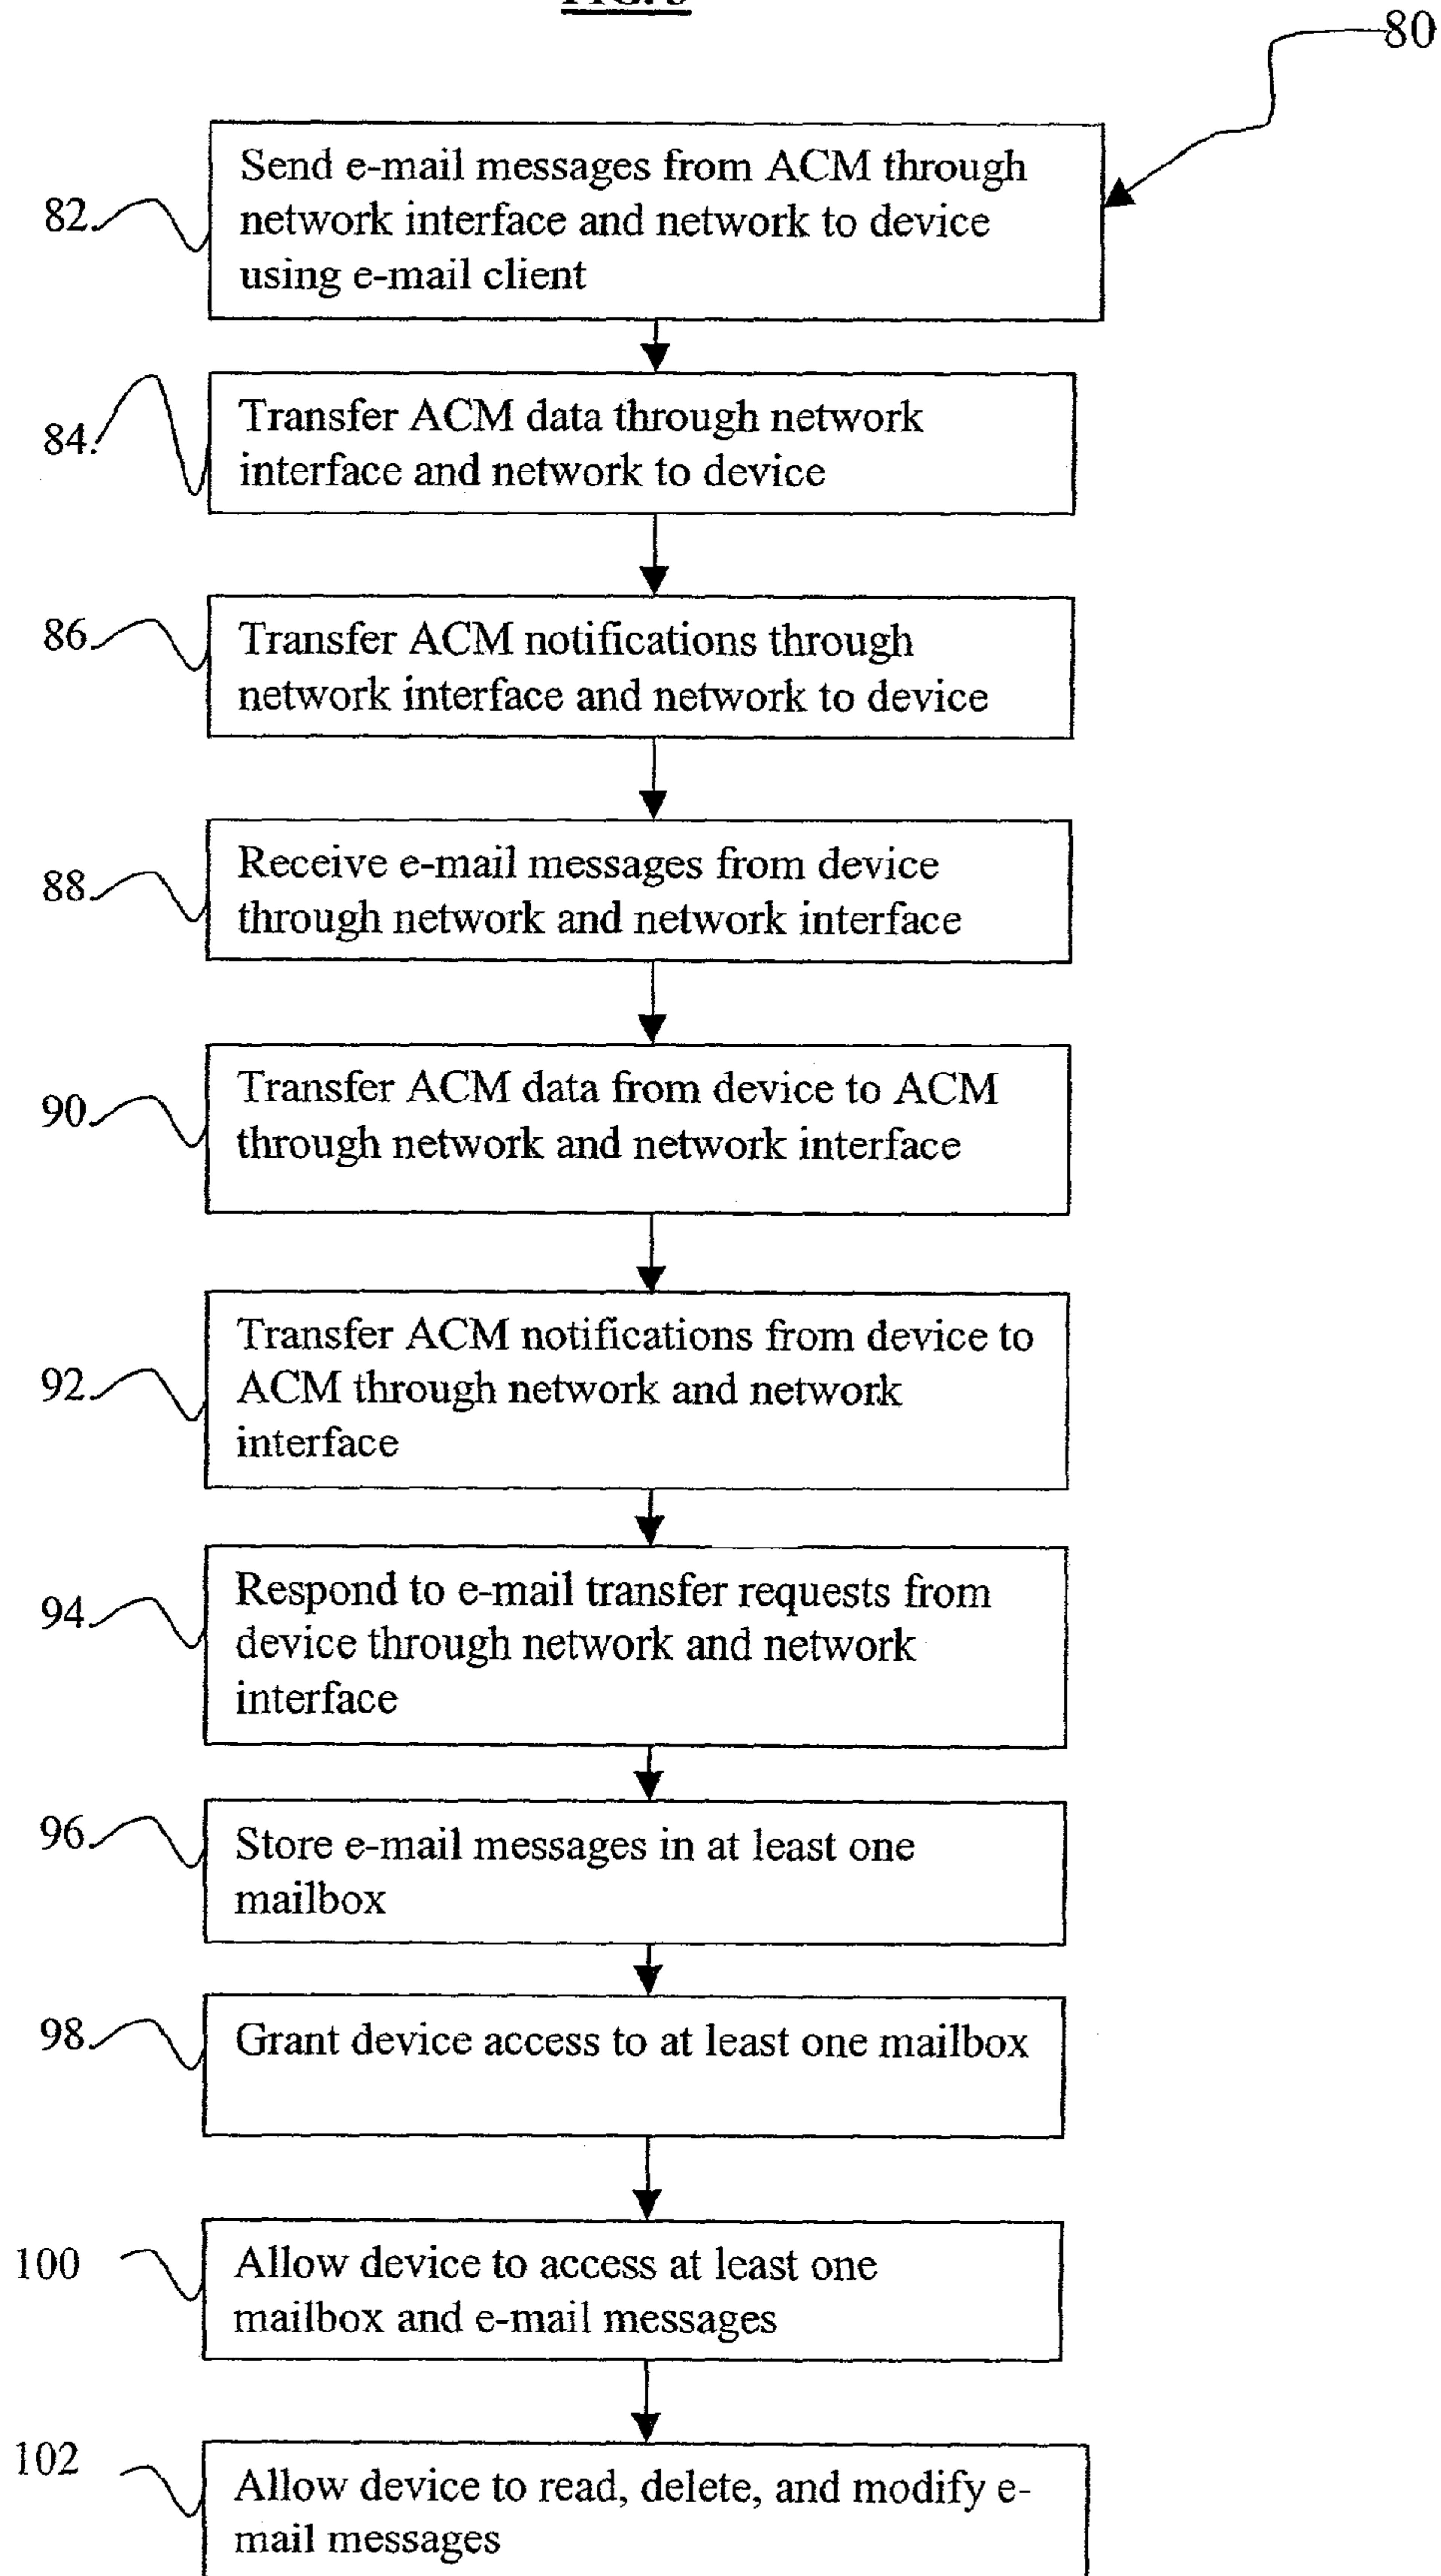 80
82.
Send e-mail messages from ACM through
network interface and network to device
using e-mail client
84.
Transfer ACM data through network
interface and network to device
86.
Transfer ACM notifications through
network interface and network to device
88.
Receive e-mail messages from device
through network and network interface
90.
Transfer ACM data from device to ACM
through network and network interface
92.
Transfer ACM notifications from device to
ACM through network and network
interface
94.
Respond to e-mail transfer requests from
device through network and network
interface
96.
Store e-mail messages in at least one
mailbox
98.
Grant device access to at least one mailbox
100
Allow device to access at least one
mailbox and e-mail messages
102
Allow device to read, delete, and modify e-
mail messages